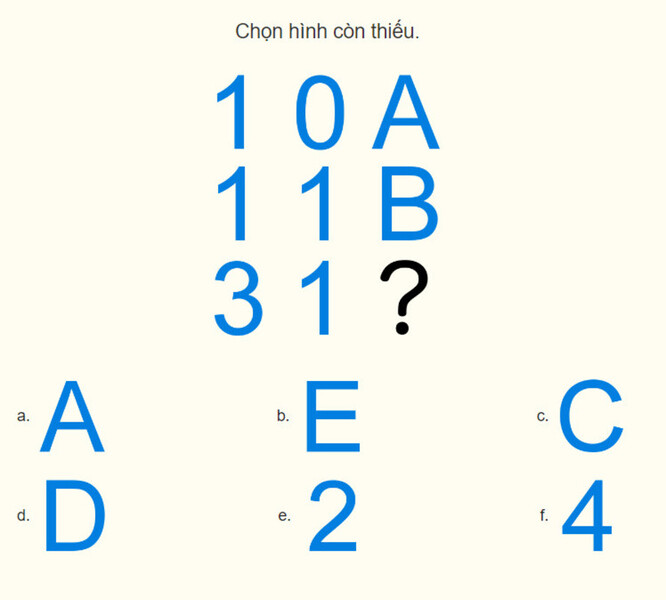 Chọn hình còn thiếu.
1 0 A
1 1 B
3 1 ?
a. A b. E c. C
d. D e. 2 f. 4